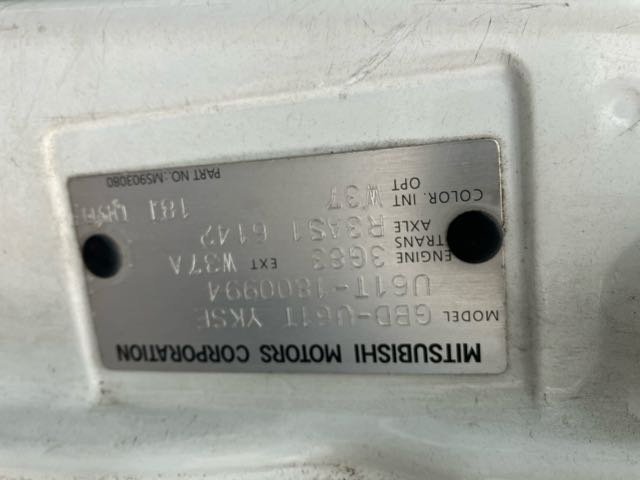 MITSUBISHI MOTORS CORPORATION
MODEL GBD-U61T YKSE
U61T-1800994
ENGINE 3G83 EXT W37A
TRANS AXLE R3AS1 6142
COLOR. INT OPT W37
181
PART NO.: MS903080